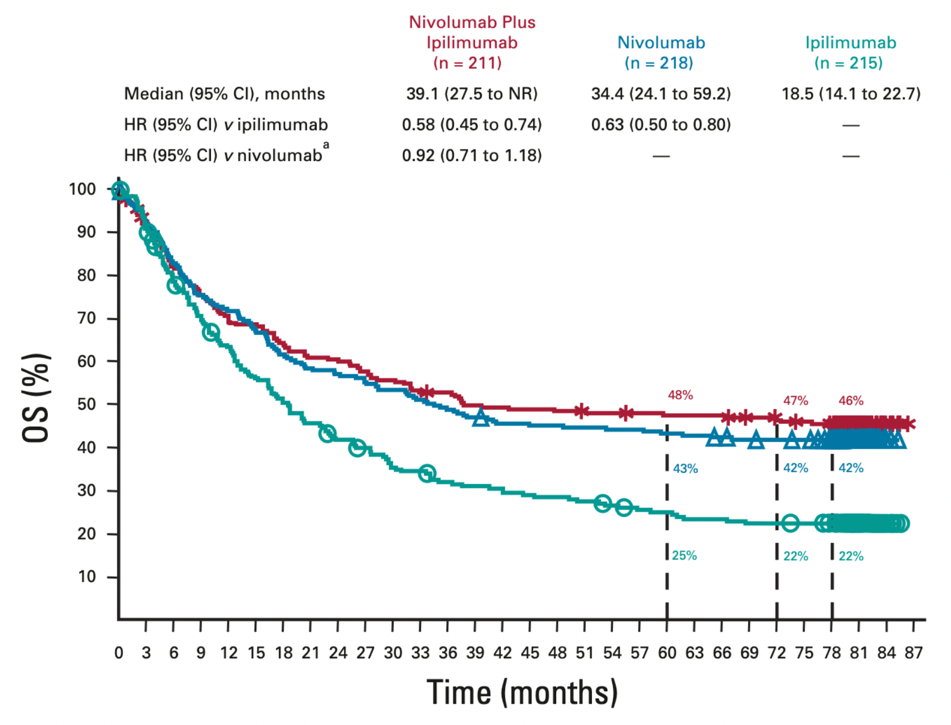 Nivolumab Plus
Ipilimumab Nivolumab Ipilimumab
(n = 211) (n = 218) (n = 215)
Median (95% CI), months 39.1 (27.5 to NR) 34.4 (24.1 to 59.2) 18.5 (14.1 to 22.7)
HR (95% CI) v ipilimumab 0.58 (0.45 to 0.74) 0.63 (0.50 to 0.80) —
HR (95% CI) v nivolumabᵃ 0.92 (0.71 to 1.18) — —
100
90
80
70
60
50
40
30
20
10
OS (%)
48% 47% 46%
43% 42% 42%
25% 22% 22%
0 3 6 9 12 15 18 21 24 27 30 33 36 39 42 45 48 51 54 57 60 63 66 69 72 75 78 81 84 87
Time (months)